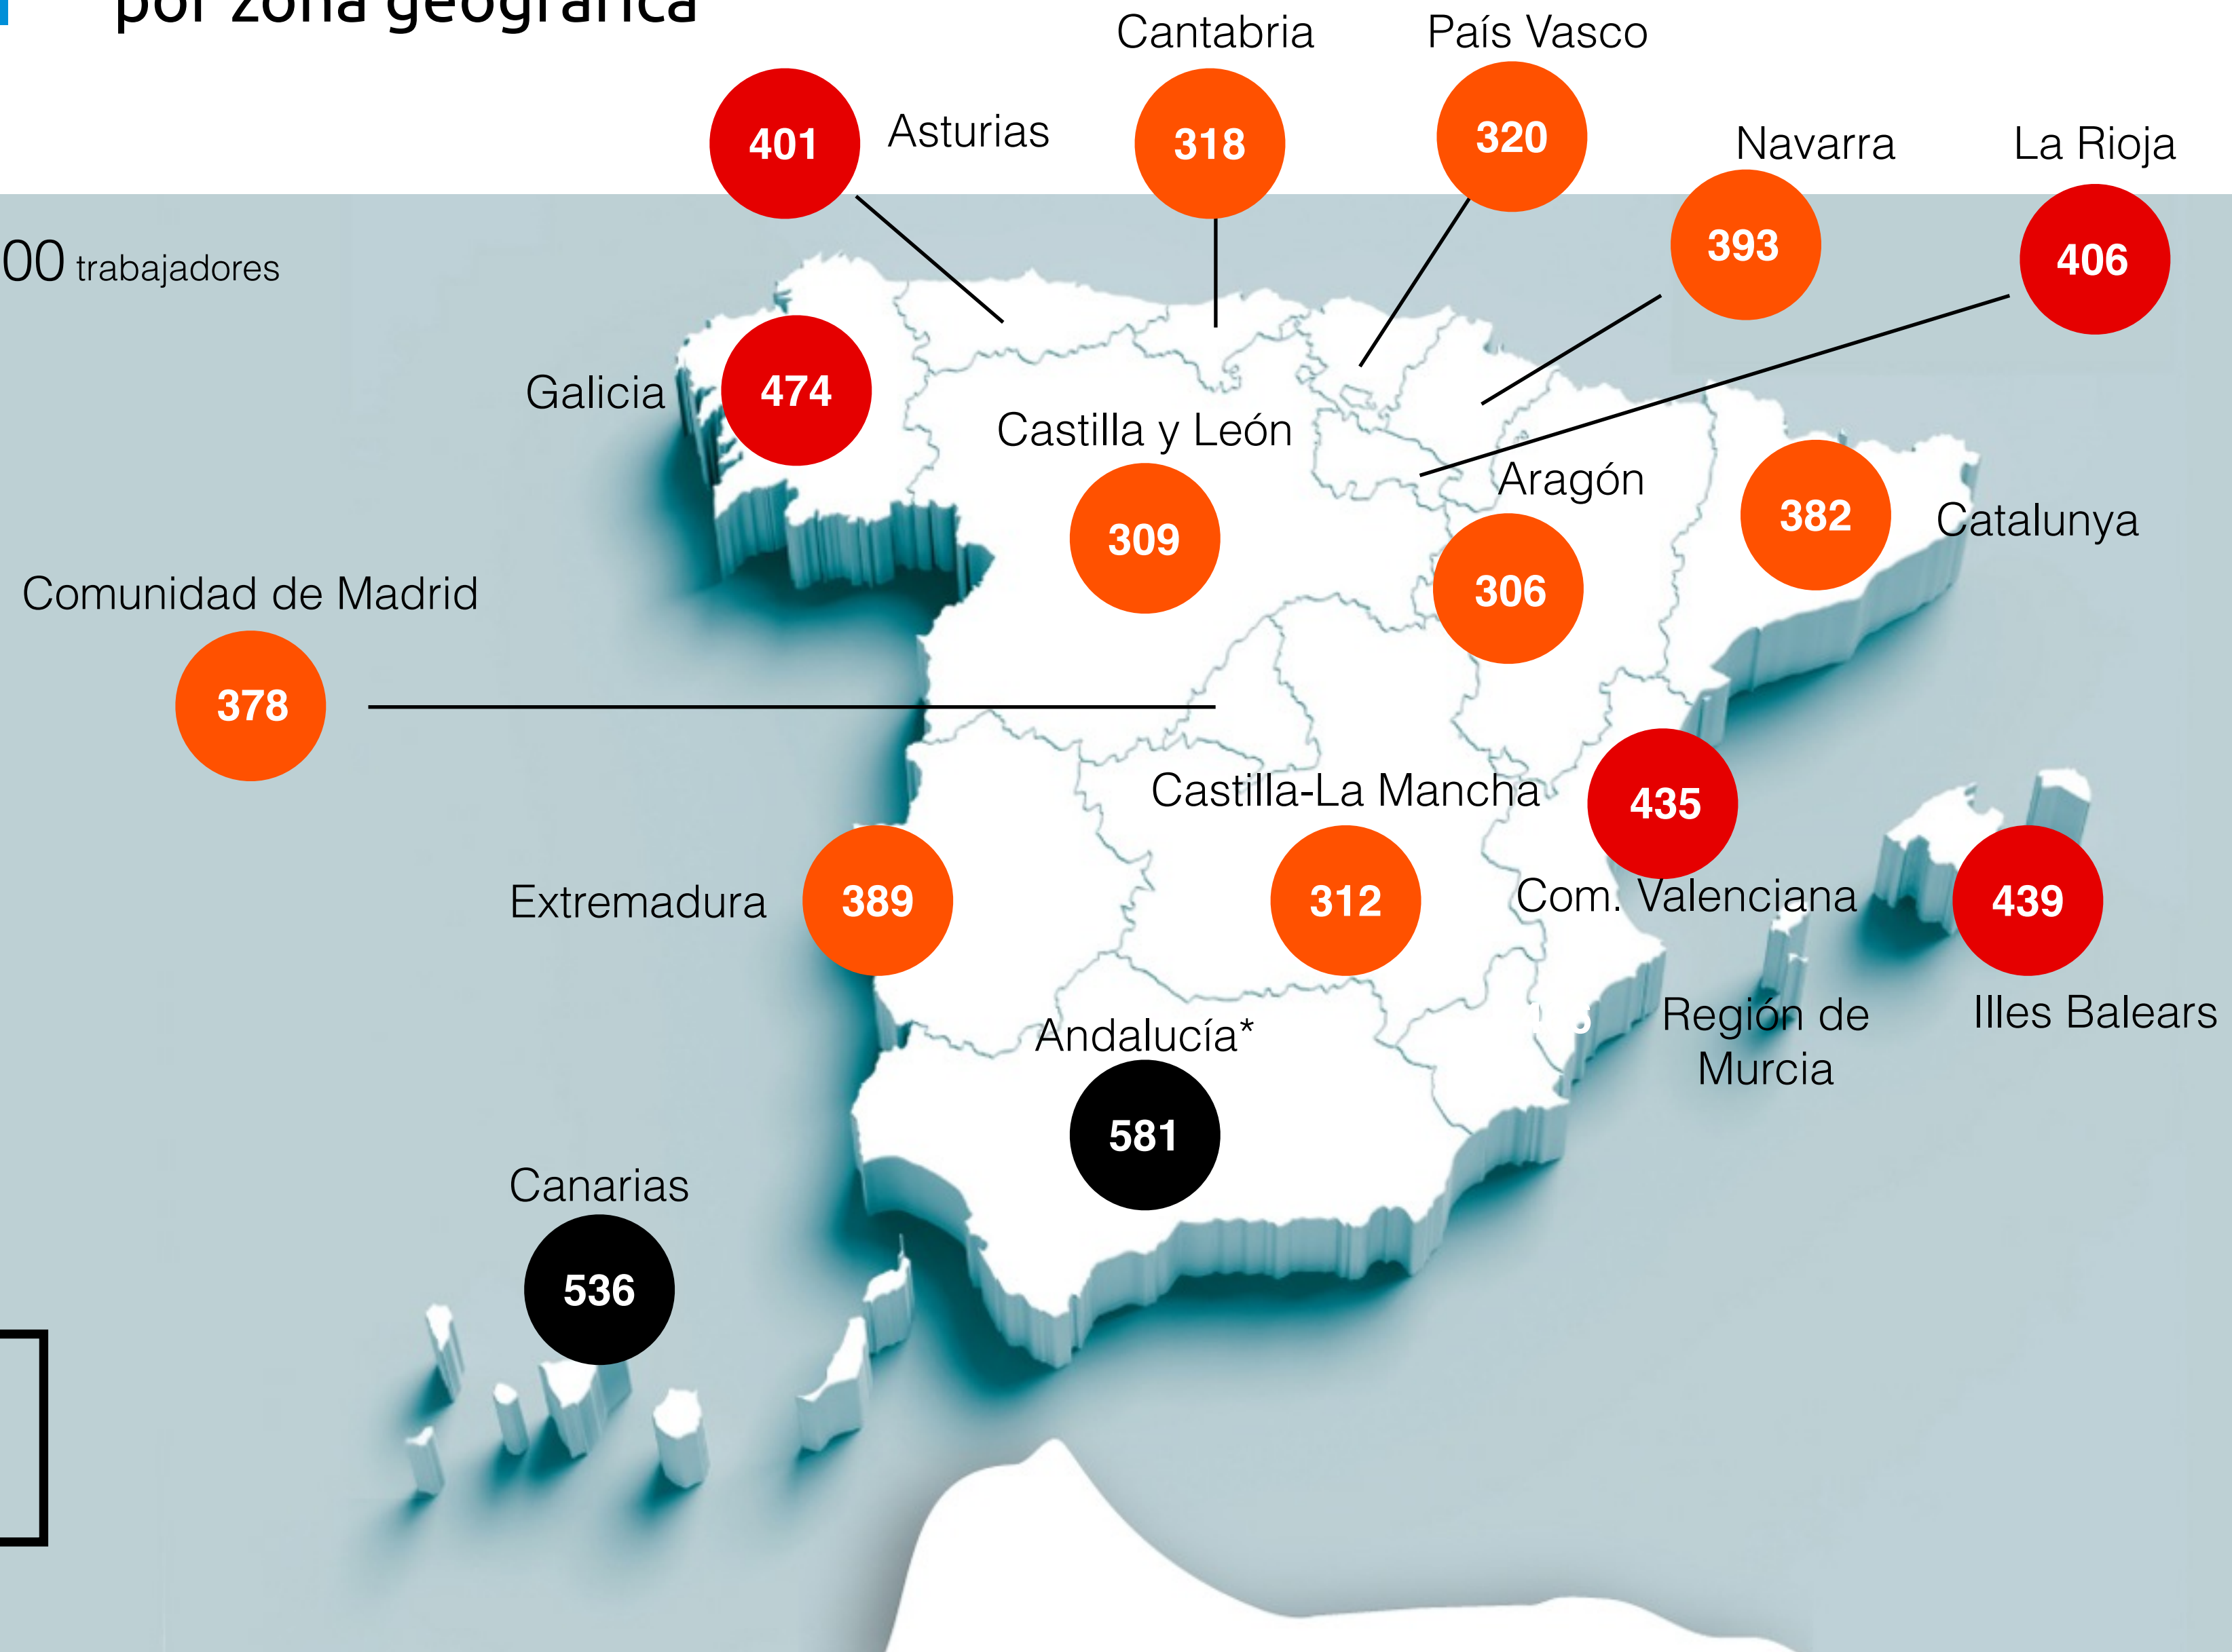 por zona geográfica
Cantabria
País Vasco
401
Asturias
318
320
Navarra
La Rioja
393
406
00 trabajadores
Galicia
474
Castilla y León
Aragón
309
306
382
Catalunya
Comunidad de Madrid
378
Castilla-La Mancha
435
Extremadura
389
312
Com. Valenciana
439
Región de
Murcia
Illes Balears
Andalucía*
581
Canarias
536